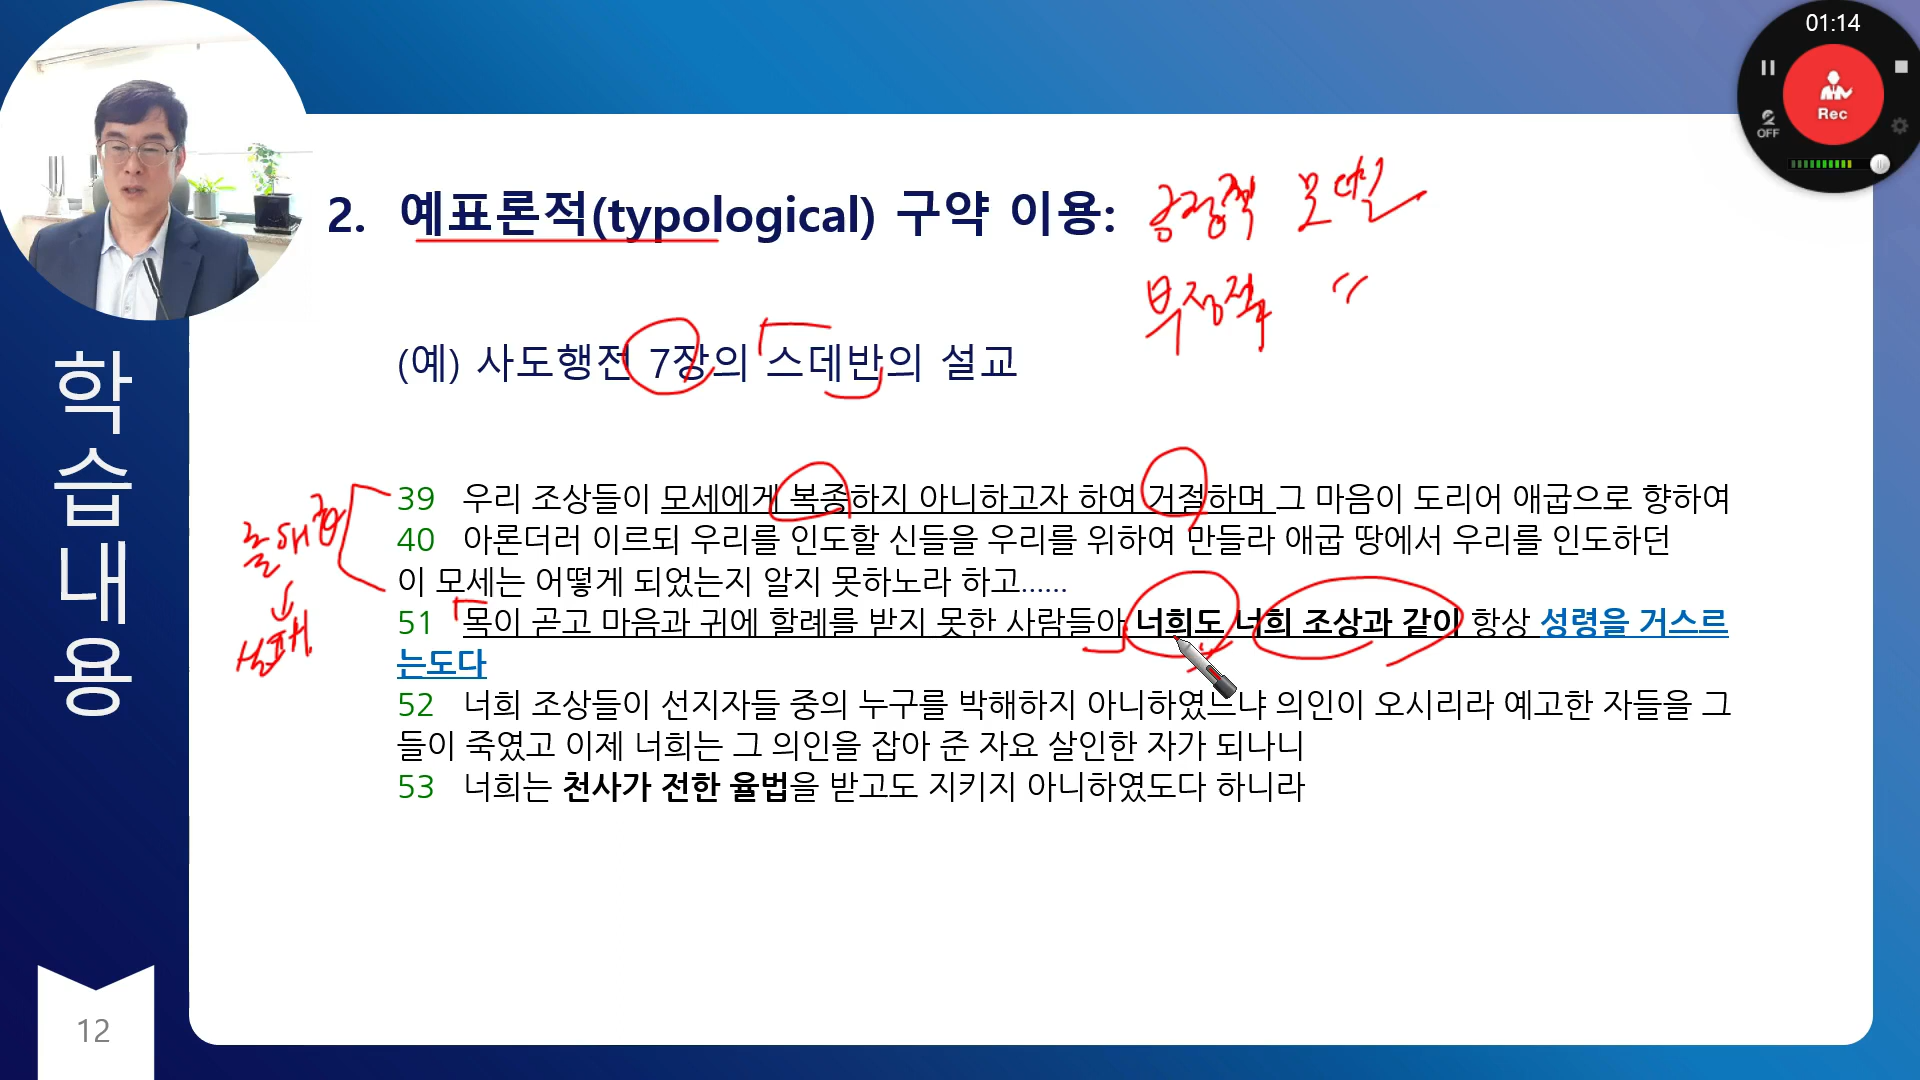 01:14
OFF
Rec
2. 예표론적(typological) 구약 이용: 긍정적 모델
부정적 〃
(예) 사도행전 7장의 스데반의 설교
학습내용
39 우리 조상들이 모세에게 복종하지 아니하고자 하여 거절하며 그 마음이 도리어 애굽으로 향하여
40 아론더러 이르되 우리를 인도할 신들을 우리를 위하여 만들라 애굽 땅에서 우리를 인도하던
이 모세는 어떻게 되었는지 알지 못하노라 하고......
출애굽
실패
51 목이 곧고 마음과 귀에 할례를 받지 못한 사람들아 너희도 너희 조상과 같이 항상 성령을 거스르
는도다
52 너희 조상들이 선지자들 중의 누구를 박해하지 아니하였느냐 의인이 오시리라 예고한 자들을 그
들이 죽였고 이제 너희는 그 의인을 잡아 준 자요 살인한 자가 되나니
53 너희는 천사가 전한 율법을 받고도 지키지 아니하였도다 하니라
12